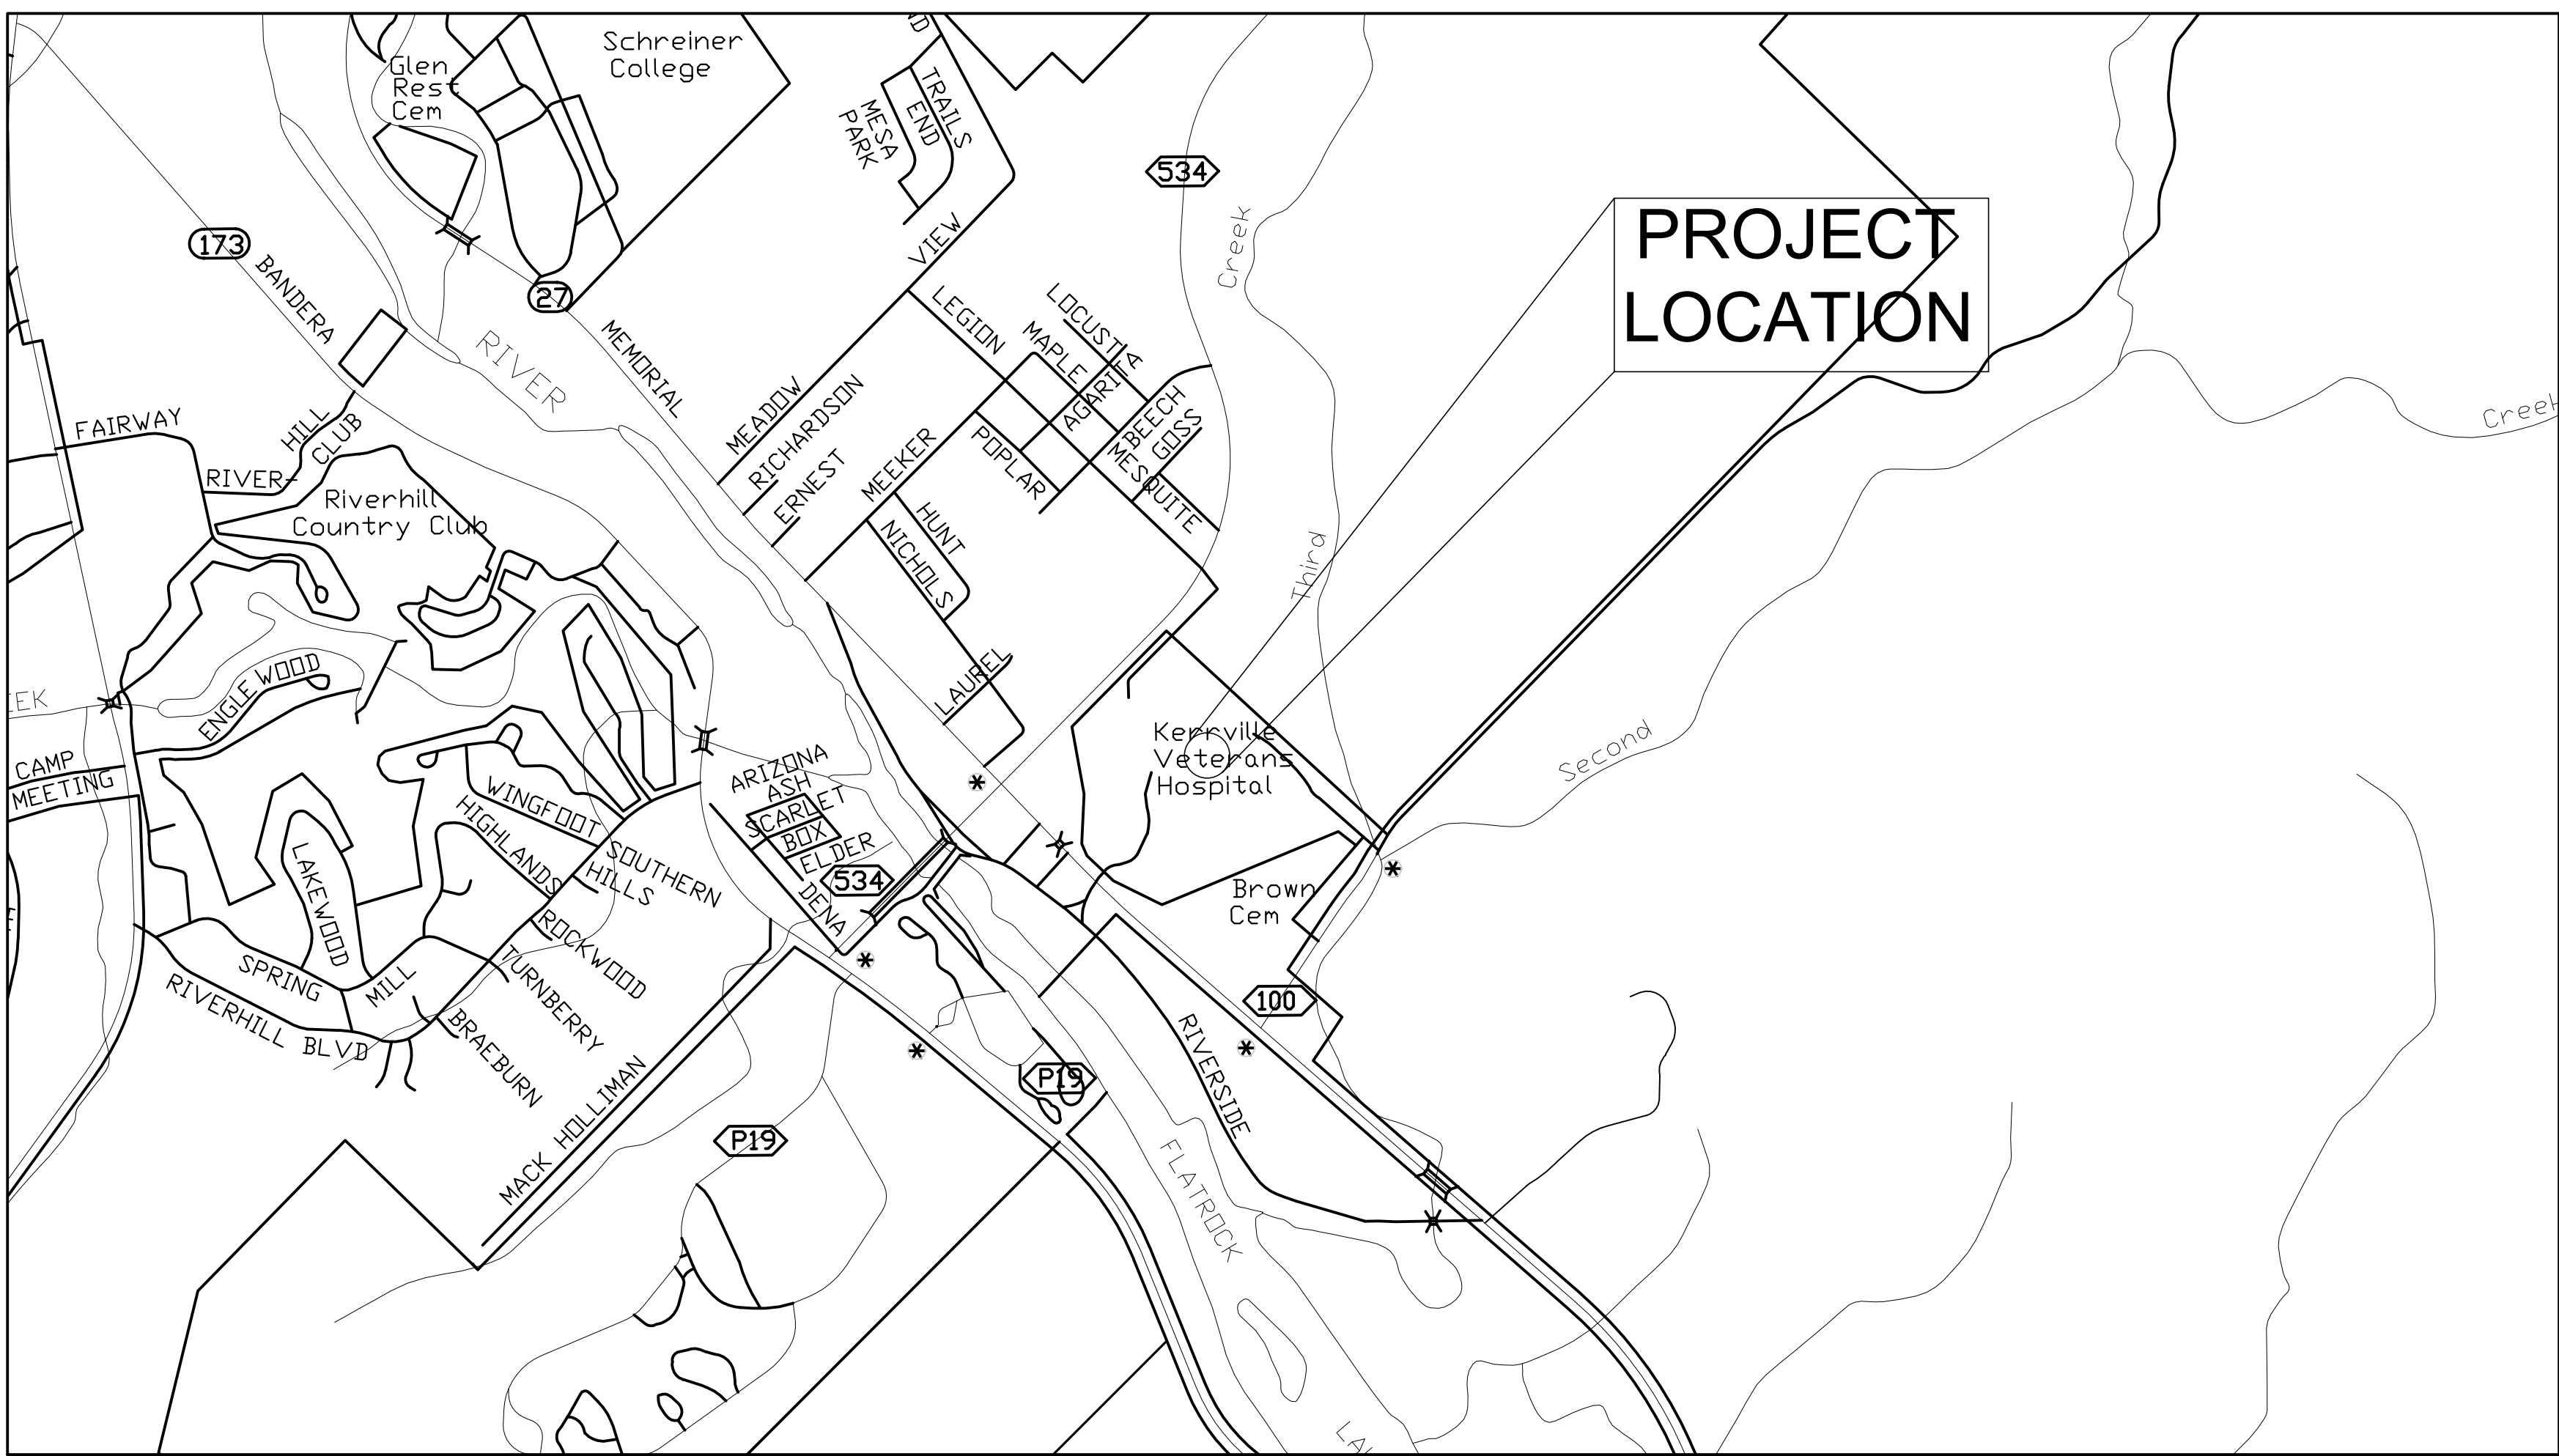 Schreiner
College
Glen
Rest
Cem
TRAILS
END
MESA
PARK
534
Creek
173
BANDERA
27
PROJECT
LOCATION
VIEW
RIVER
MEMORIAL
LEGION
LOCUST
MAPLE
AGARITA
BEECH
GOSS
MESQUITE
POPLAR
MEADOW
RICHARDSON
ERNEST
MEEKER
HUNT
NICHOLS
LAUREL
FAIRWAY
HILL
CLUB
RIVER-
Riverhill
Country Club
Creek
Third
Second
Kerrville
Veterans
Hospital
ENGLEWOOD
CAMP
MEETING
WINGFOOT
HIGHLANDS
SOUTHERN
HILLS
ARIZONA
ASH
SCARLET
BOX
ELDER
534
DENA
Brown
Cem
LAKEWOOD
ROCKWOOD
TURNBERRY
SPRING
MILL
RIVERHILL BLVD
BRAEBURN
MACK HOLLIMAN
100
P19
P19
RIVERSIDE
FLATROCK